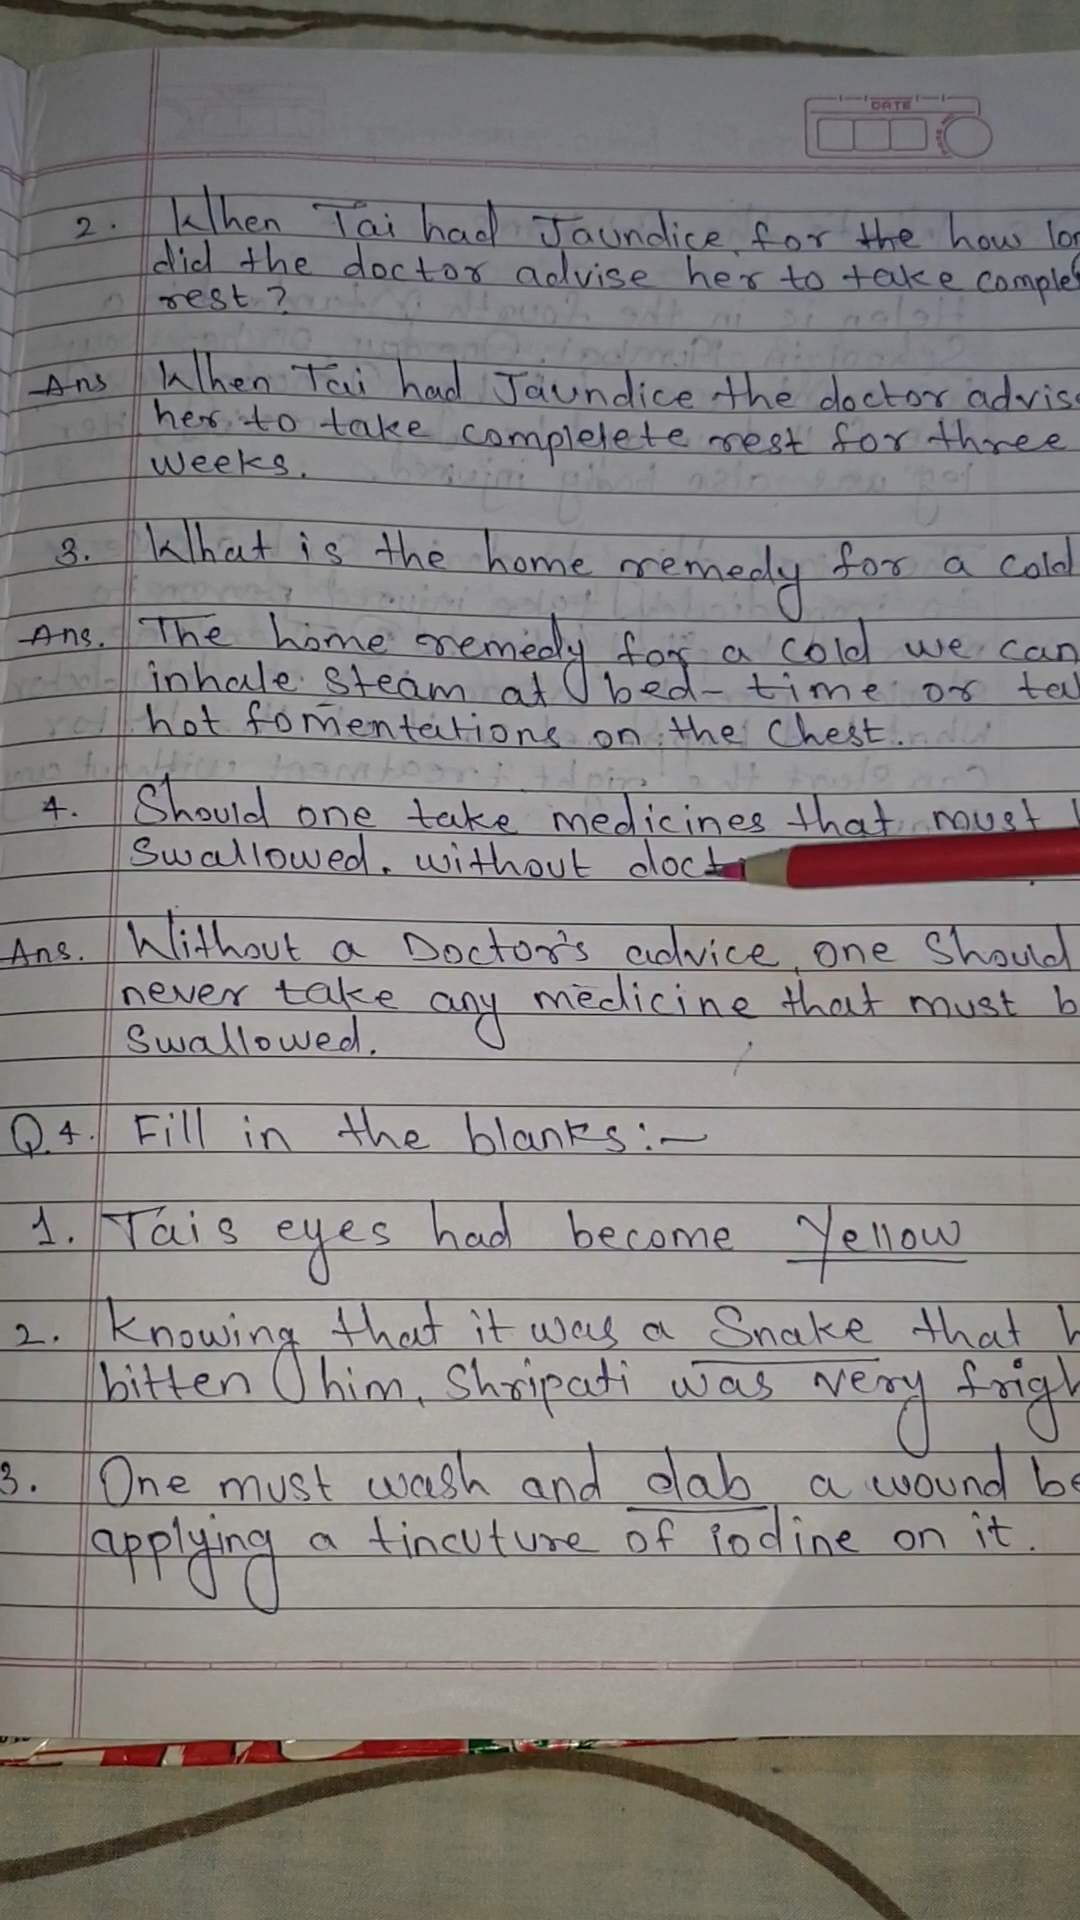 DATE
2. When Tai had Jaundice for the how
did the doctor advise her to take
rest?
Ans When Tai had Jaundice the doctor
her to take complelete rest for three
weeks.
3. What is the home remedy for a cold
Ans. The home remedy for a cold we can
inhale steam at bed-time or
hot fomentations on the Chest.
4. Should one take medicines that must
Swallowed. without
Ans. Without a Doctor's advice, one Should
never take any medicine that must
Swallowed.
Q.4. Fill in the blanks:-
1. Tais eyes had become Yellow
2. Knowing that it was a Snake that
bitten him, Shripati was very
3. One must wash and dab a wound
applying a tincuture of iodine on it.